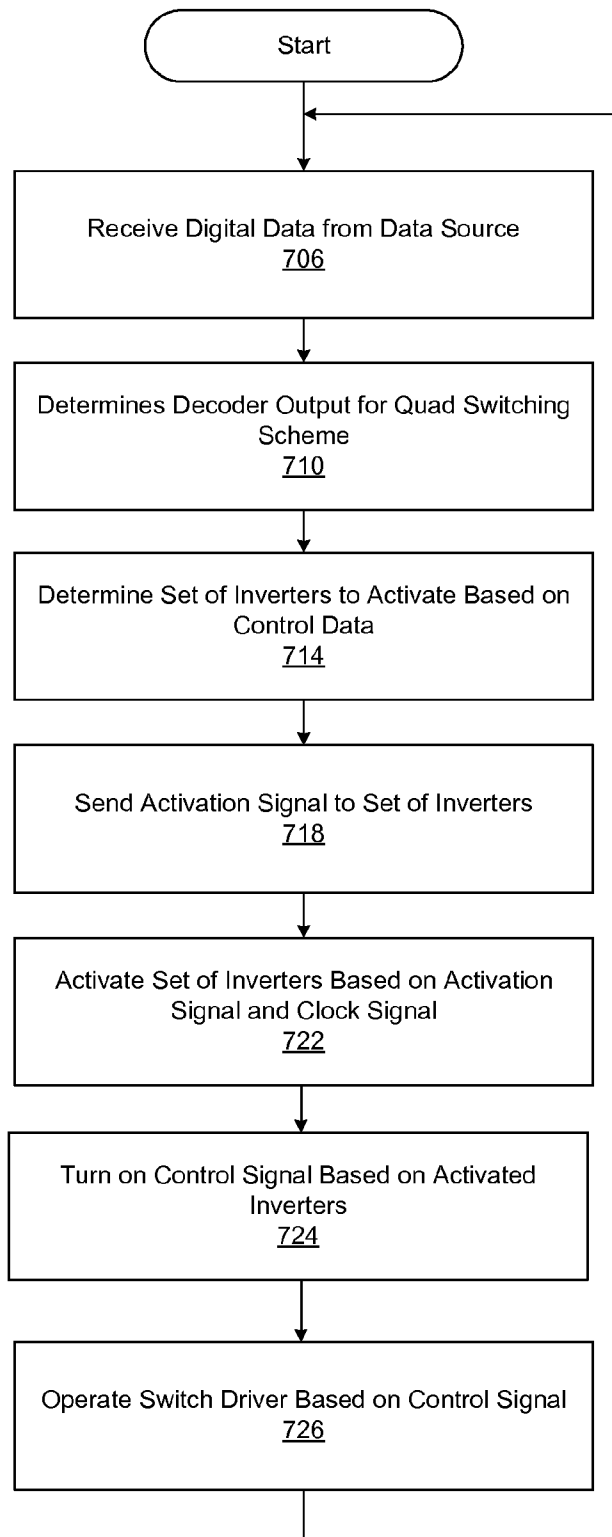 Start
Receive Digital Data from Data Source
706
Determines Decoder Output for Quad Switching
Scheme
710
Determine Set of Inverters to Activate Based on
Control Data
714
Send Activation Signal to Set of Inverters
718
Activate Set of Inverters Based on Activation
Signal and Clock Signal
722
Turn on Control Signal Based on Activated
Inverters
724
Operate Switch Driver Based on Control Signal
726